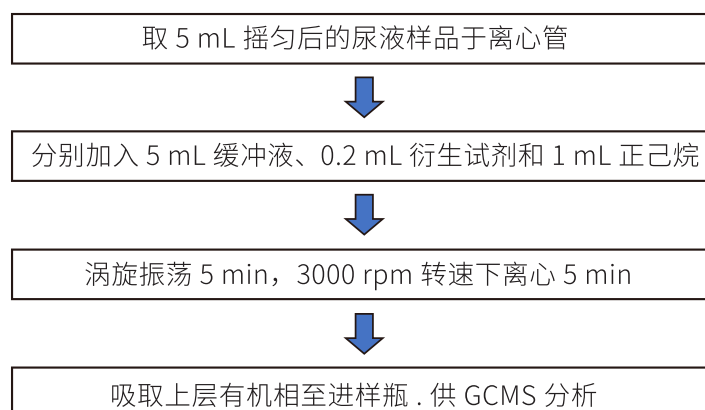 取 5 mL 摇匀后的尿液样品于离心管
分别加入 5 mL 缓冲液、0.2 mL 衍生试剂和 1 mL 正己烷
涡旋振荡 5 min，3000 rpm 转速下离心 5 min
吸取上层有机相至进样瓶 . 供 GCMS 分析